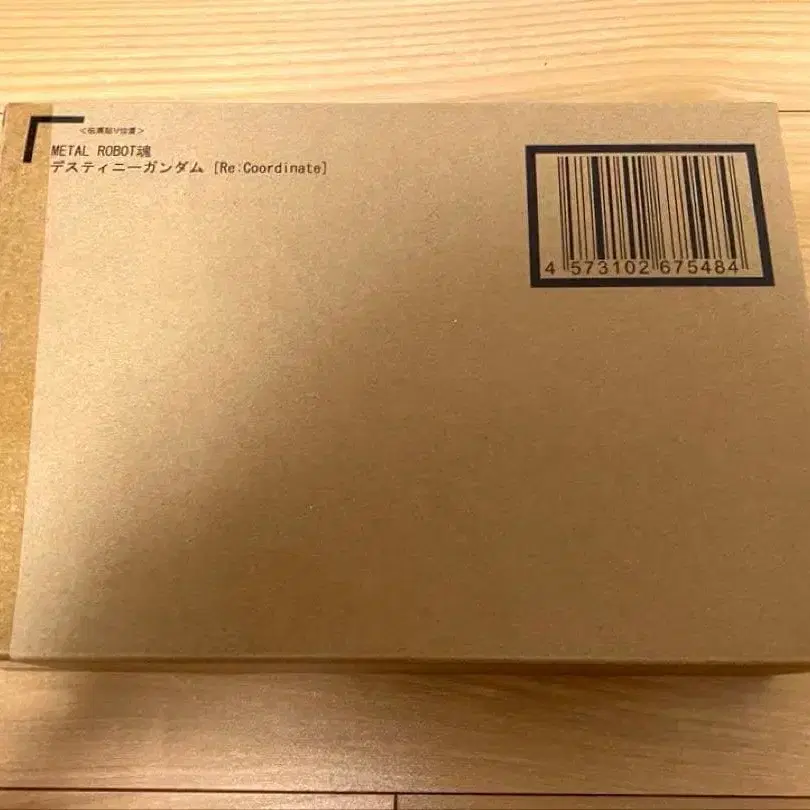 <伝票貼り位置>
METAL ROBOT魂
デスティニーガンダム [Re:Coordinate]
4 573102 675484